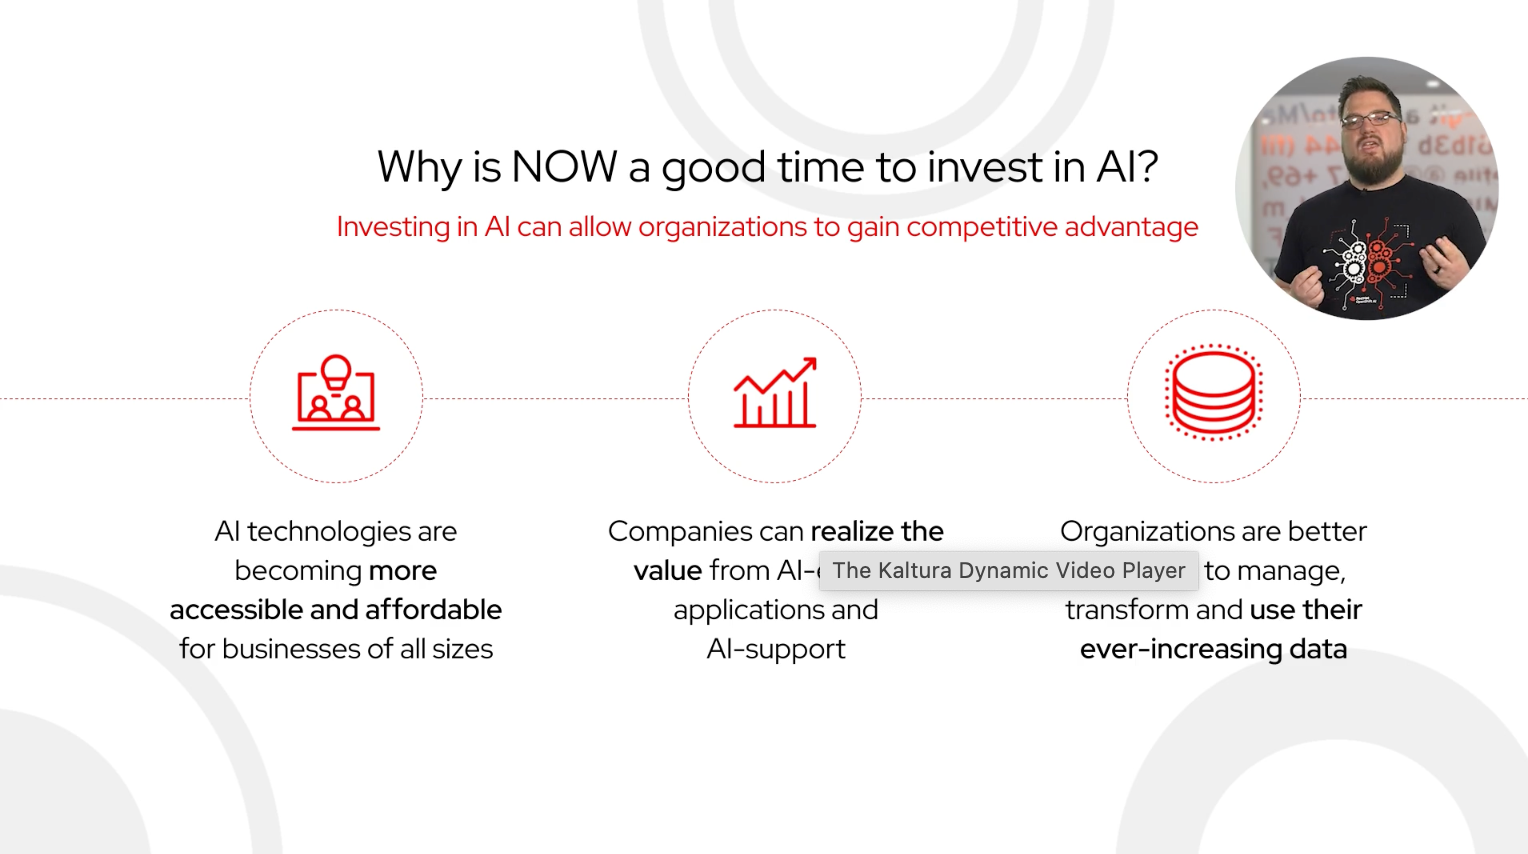 Why is NOW a good time to invest in AI?
Investing in AI can allow organizations to gain competitive advantage
AI technologies are
becoming more
accessible and affordable
for businesses of all sizes
Companies can realize the
value from AI-
applications and
AI-support
The Kaltura Dynamic Video Player
Organizations are better
to manage,
transform and use their
ever-increasing data